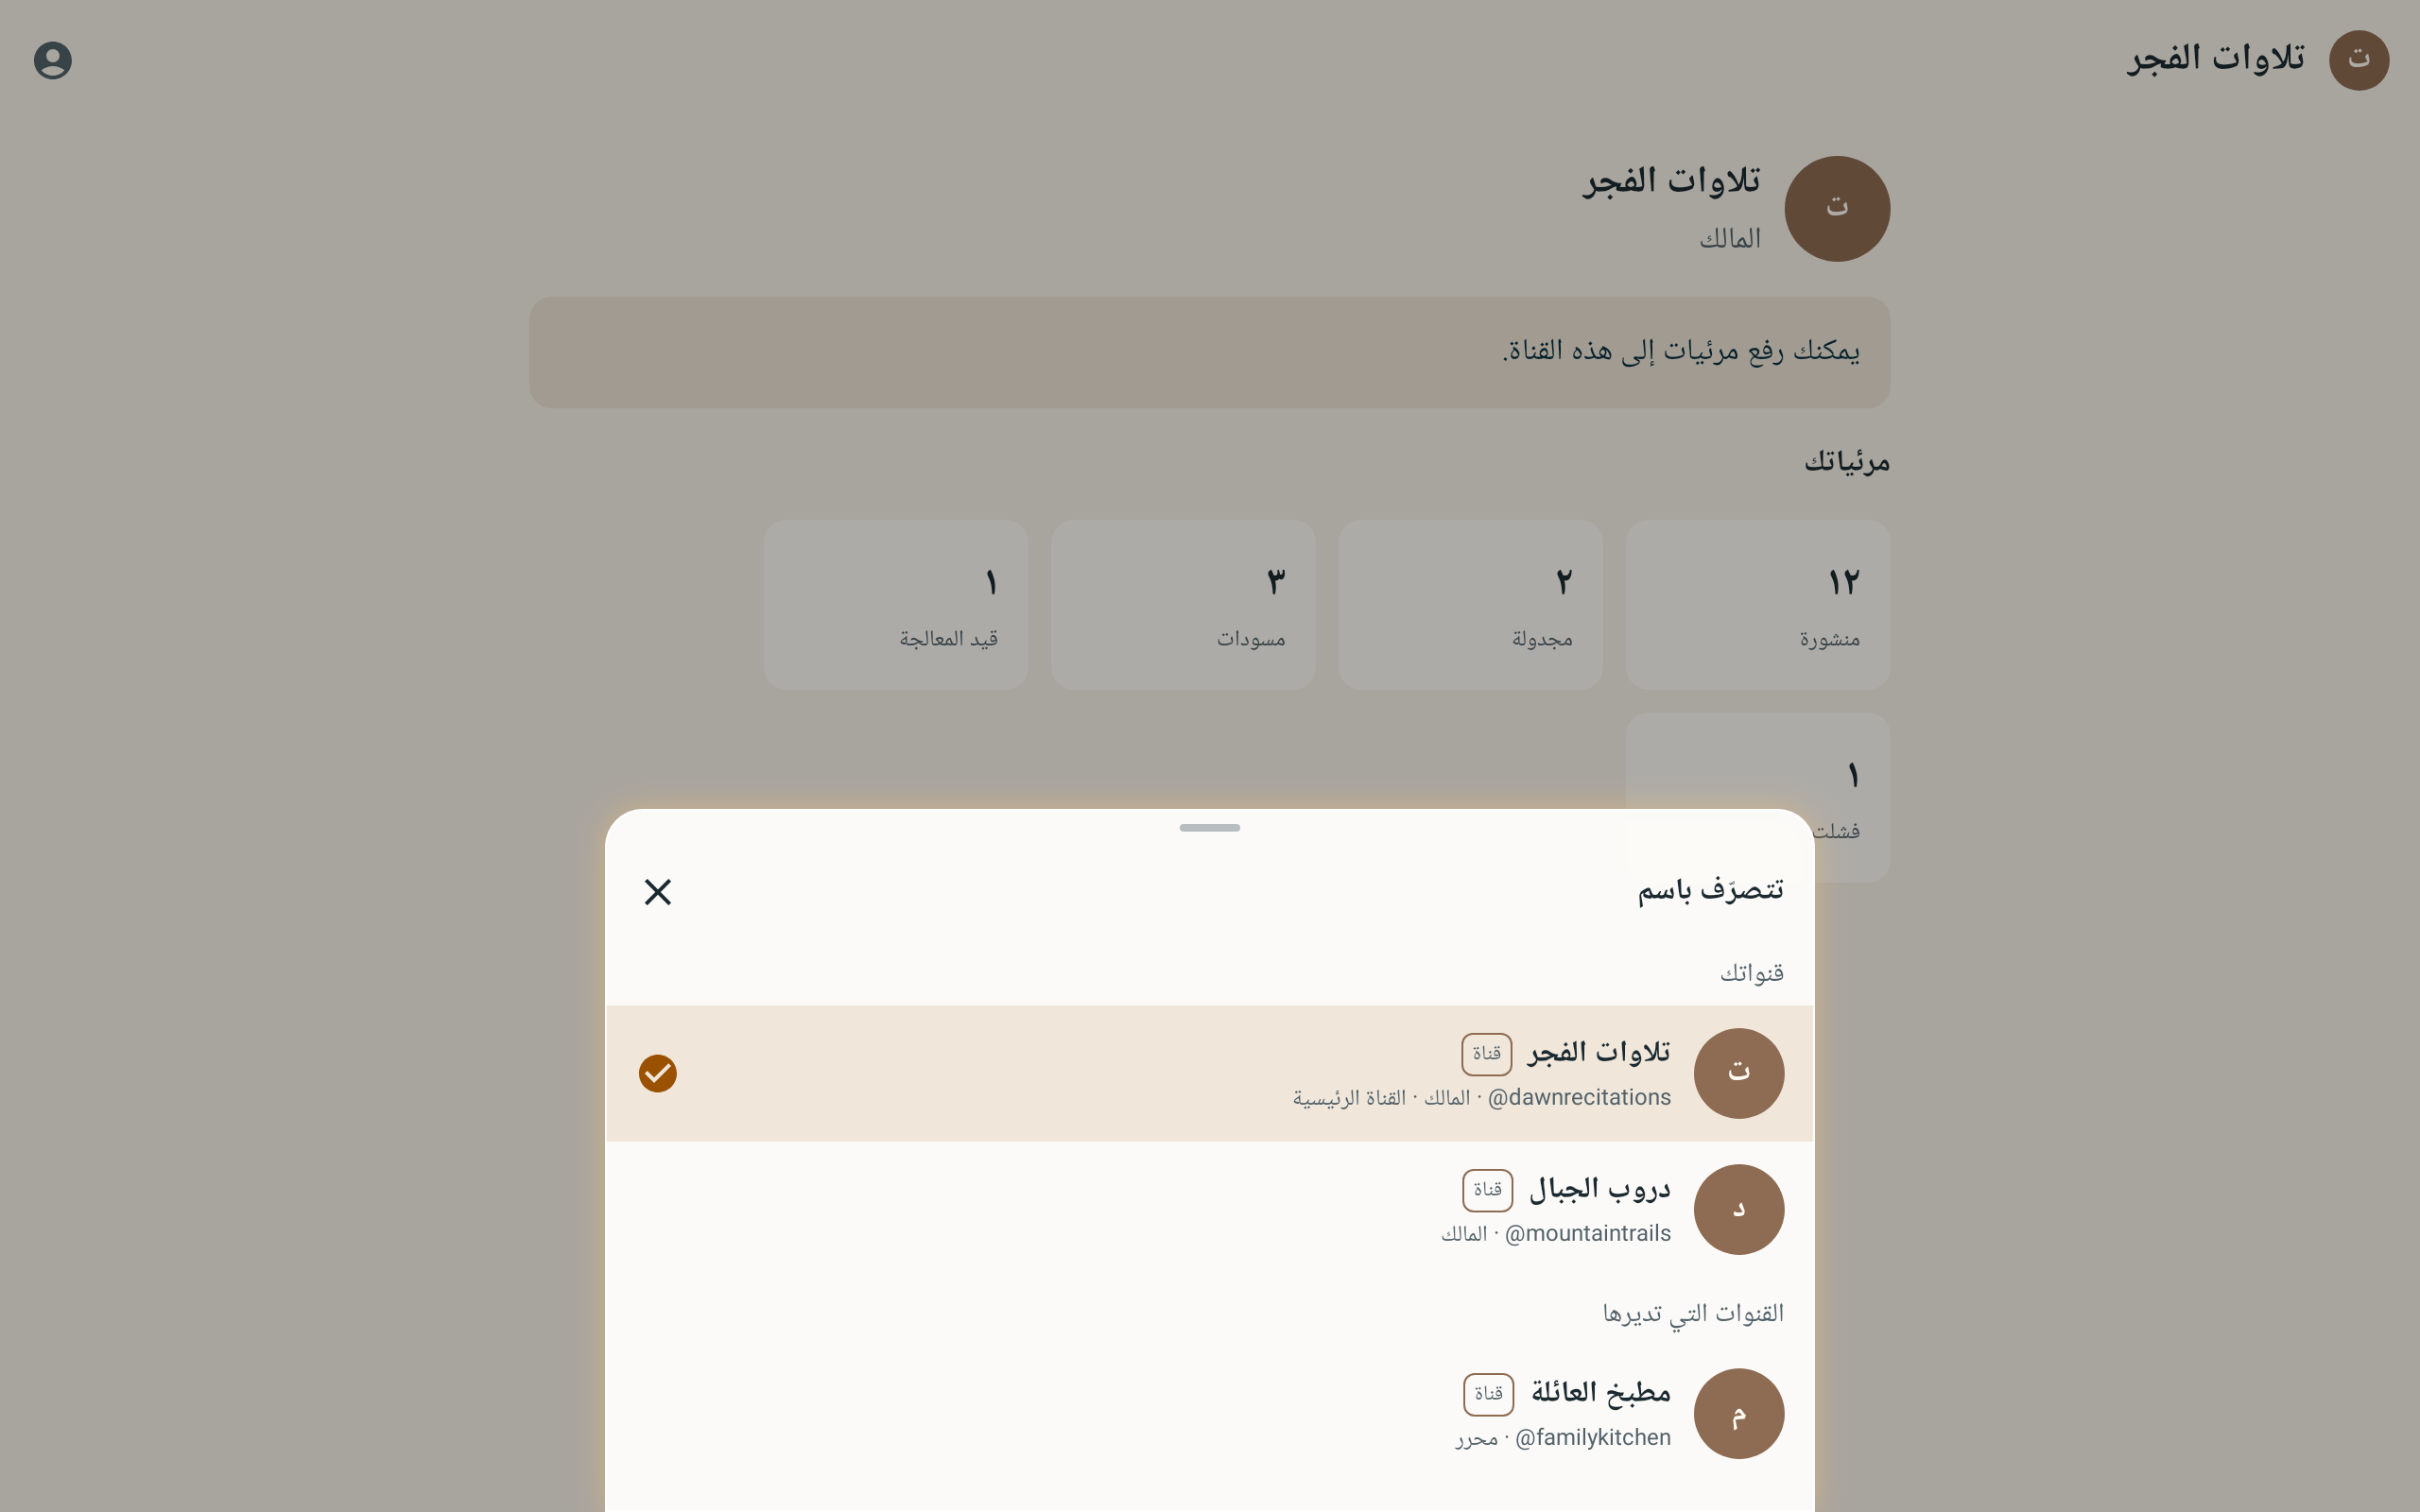 ت تلاوات الفجر
ت
تلاوات الفجر
المالك
يمكنك رفع مرئيات إلى هذه القناة.
مرئياتك
١٢
منشورة
٢
مجدولة
٣
مسودات
١
قيد المعالجة
١
فشلت
تتصرّف باسم
قنواتك
ت
تلاوات الفجر قناة
@dawnrecitations · المالك · القناة الرئيسية
د
دروب الجبال قناة
@mountaintrails · المالك
القنوات التي تديرها
م
مطبخ العائلة قناة
@familykitchen · محرر